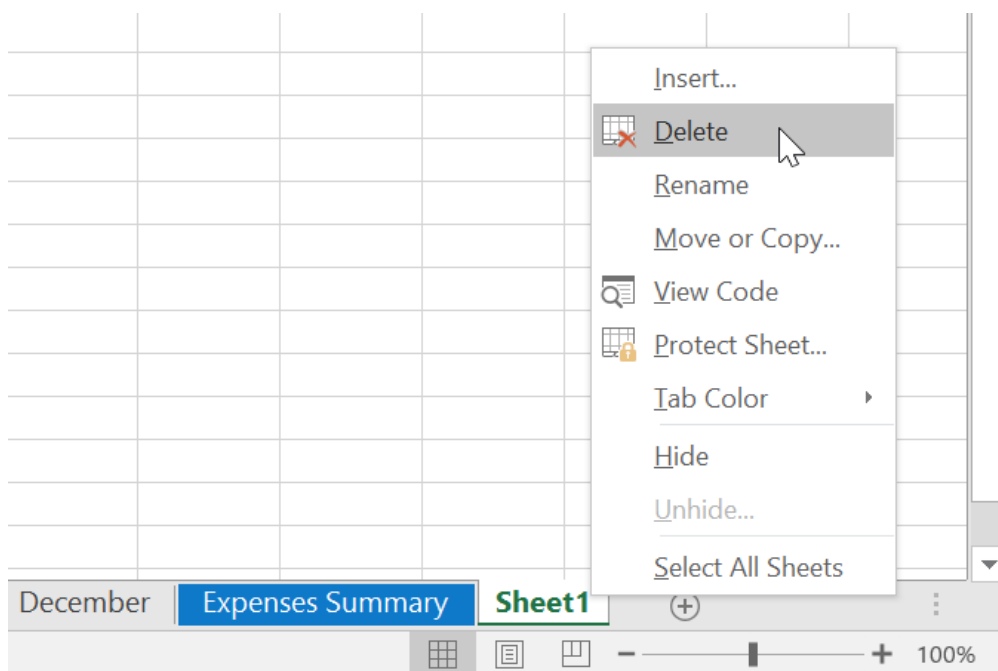 Insert...
Delete
Rename
Move or Copy...
View Code
Protect Sheet...
Tab Color
Hide
Unhide...
Select All Sheets
December Expenses Summary Sheet1
100%